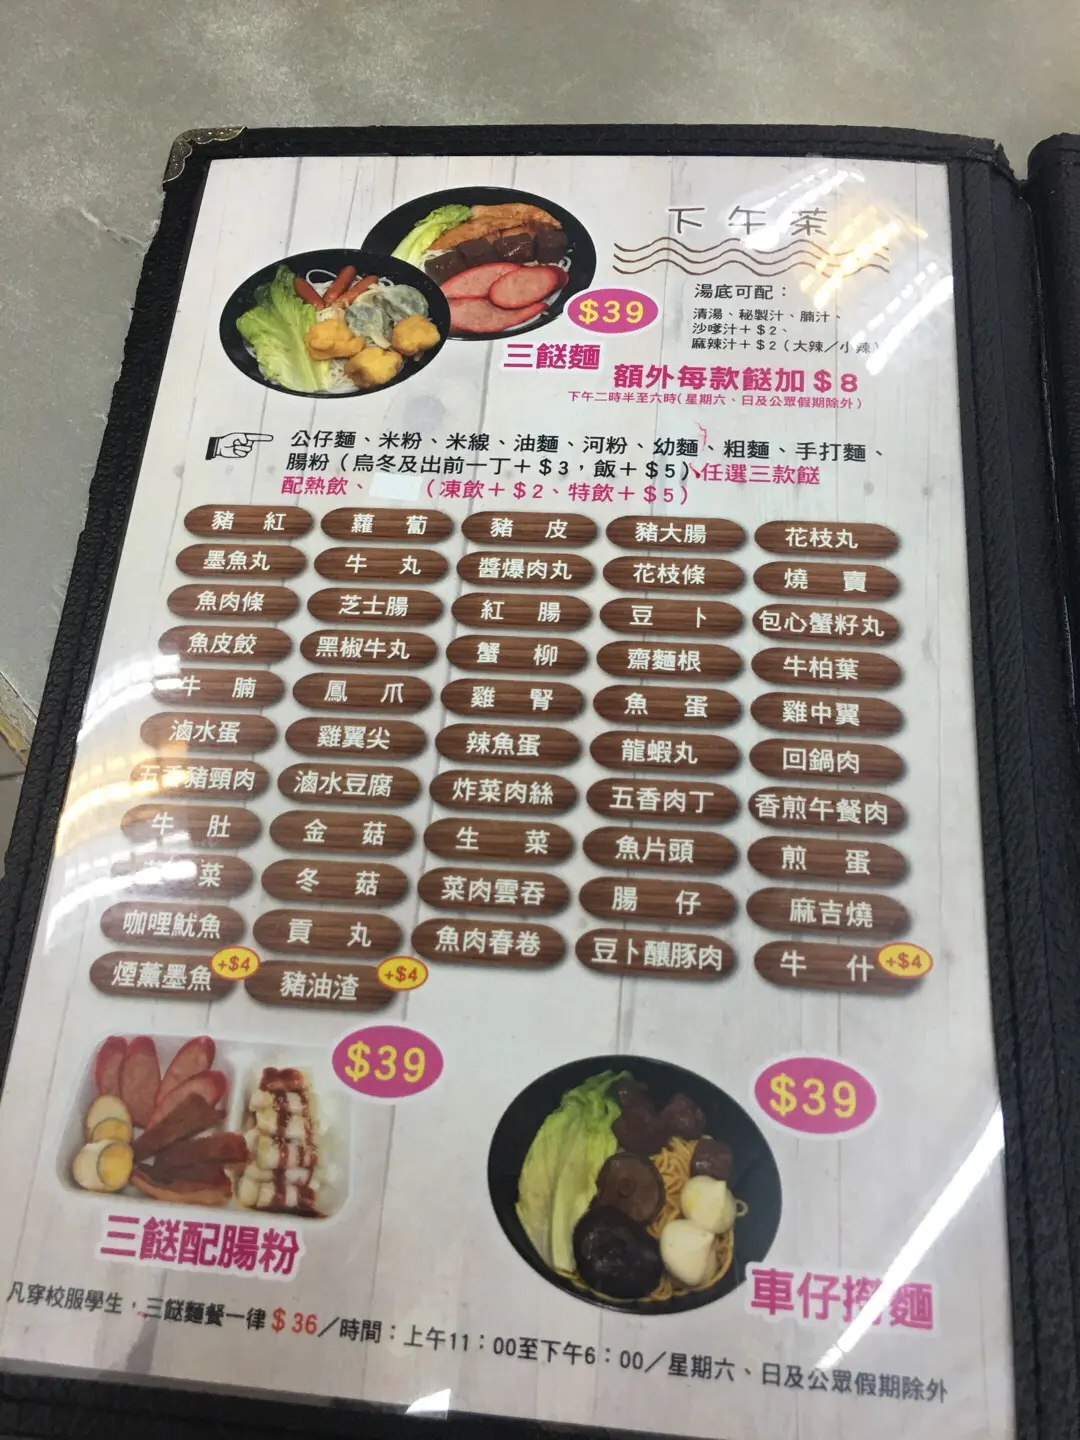 下午茶
湯底可配：
清湯、秘製汁、腩汁、
沙嗲汁＋$2、
麻辣汁＋$2（大辣／小辣）
$39
三餸麵
額外每款餸加$8
下午二時半至六時（星期六、日及公眾假期除外）
公仔麵、米粉、米線、油麵、河粉、幼麵、粗麵、手打麵、
腸粉（烏冬及出前一丁＋$3，飯＋$5）、任選三款餸
配熱飲、（凍飲＋$2、特飲＋$5）
豬紅 蘿蔔 豬皮 豬大腸 花枝丸
墨魚丸 牛丸 醬爆肉丸 花枝條 燒賣
魚肉條 芝士腸 紅腸 豆卜 包心蟹籽丸
魚皮餃 黑椒牛丸 蟹柳 齋麵根 牛柏葉
牛腩 鳳爪 雞腎 魚蛋 雞中翼
滷水蛋 雞翼尖 辣魚蛋 龍蝦丸 回鍋肉
五香豬頸肉 滷水豆腐 炸菜肉絲 五香肉丁 香煎午餐肉
牛肚 金菇 生菜 魚片頭 煎蛋
菜 冬菇 菜肉雲吞 腸仔 麻吉燒
咖哩魷魚 貢丸 魚肉春卷 豆卜釀豚肉 牛什 +$4
煙薰墨魚 +$4 豬油渣 +$4
$39
$39
三餸配腸粉
車仔撈麵
凡穿校服學生，三餸麵餐一律$36／時間：上午11：00至下午6：00／星期六、日及公眾假期除外